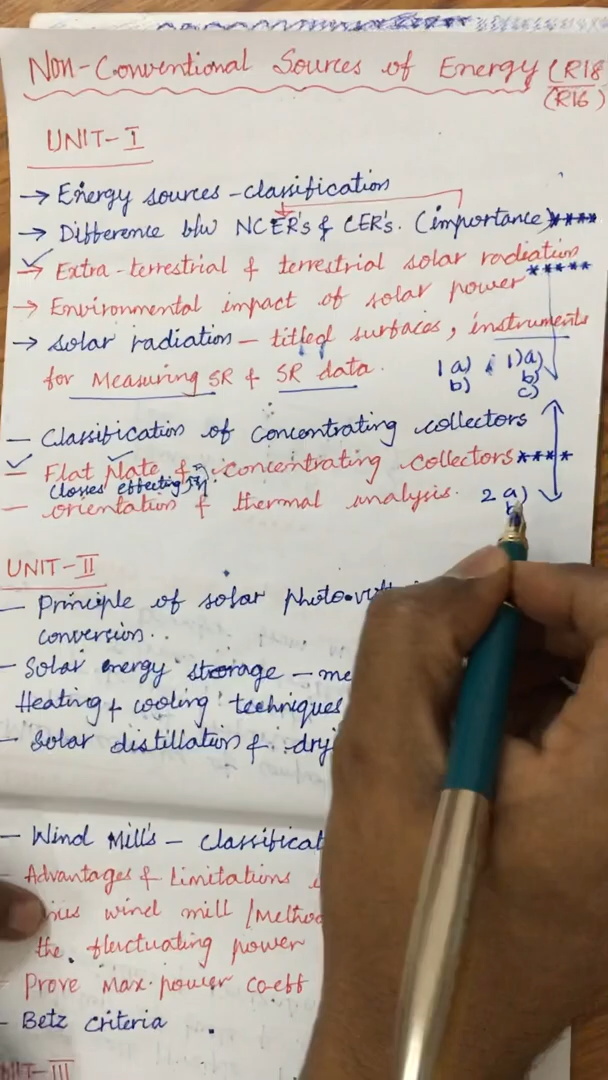 Non-Conventional Sources of Energy (R18
(R16)
UNIT-I
→ Energy sources - classification
→ Difference b/w NCER's & CER's. (importance)****
→ Extra-terrestrial & terrestrial solar radiation
→ Environmental impact of solar power *****
→ solar radiation - titled surfaces, instruments
for Measuring SR & SR data.
1 a) ; 1) a)
b) b)
c)
- Classification of concentrating collectors
- Flat Plate & concentrating collectors ****
- orientation & thermal analysis. 2 a)
b
UNIT-II
- Principle of solar photo
conversion.
- Solar energy storage - me
Heating + cooling techniques
- Solar distillation & dry
- Wind Mill's - Classificat
- Advantages & Limitations
wind mill / Metho
the fluctuating power
- Prove Max. power co-eff
- Betz criteria
UNIT-III